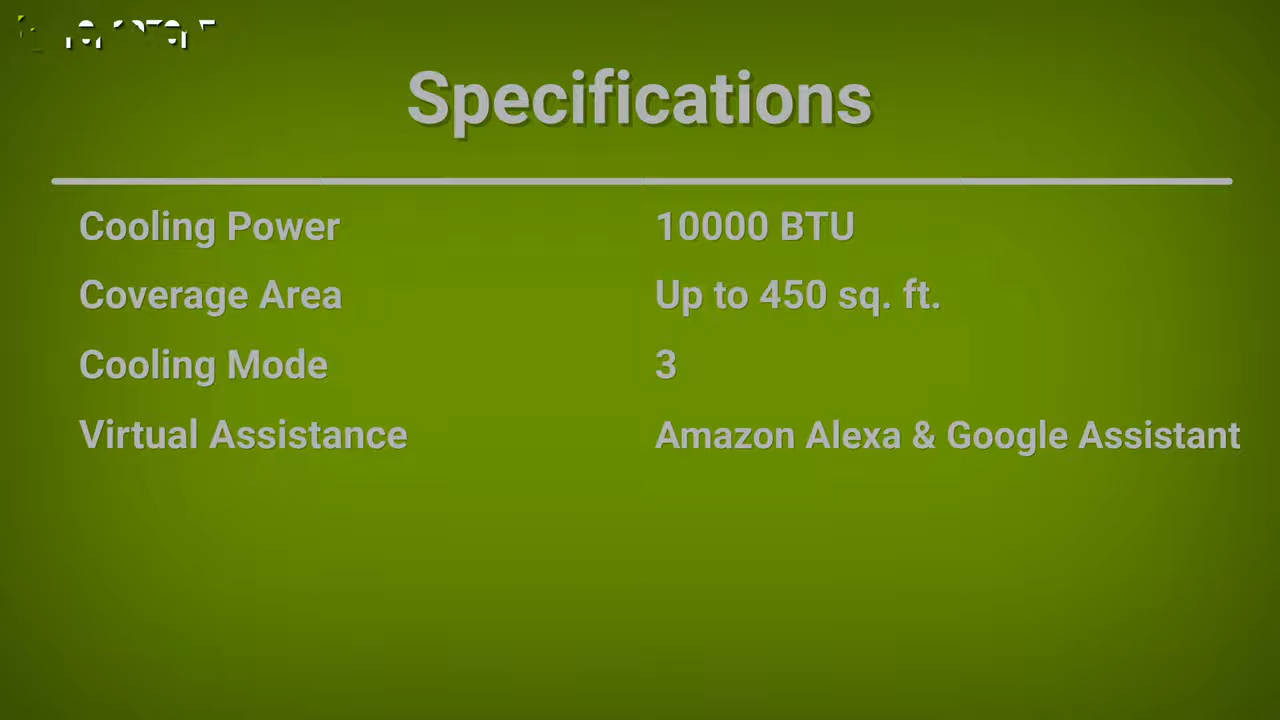 Specifications
Cooling Power 10000 BTU
Coverage Area Up to 450 sq. ft.
Cooling Mode 3
Virtual Assistance Amazon Alexa & Google Assistant